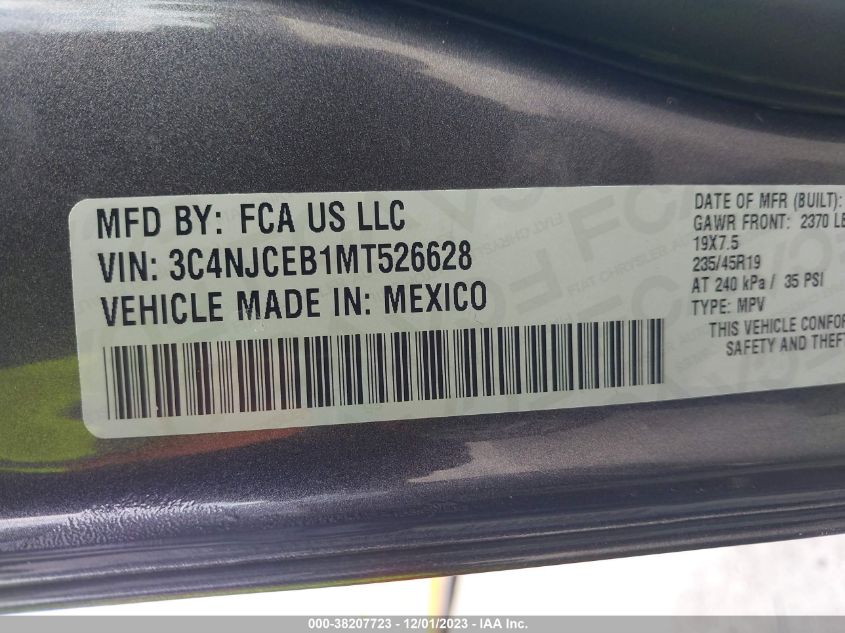 MFD BY: FCA US LLC
VIN: 3C4NJCEB1MT526628
VEHICLE MADE IN: MEXICO
DATE OF MFR (BUILT):
GAWR FRONT: 2370 LB
19X7.5
235/45R19
AT 240 kPa / 35 PSI
TYPE: MPV
THIS VEHICLE
SAFETY AND THEFT
000-38207723 - 12/01/2023 - IAA Inc.